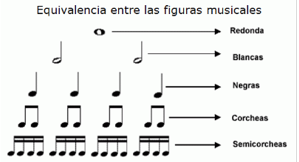 Equivalencia entre las figuras musicales
Redonda
Blancas
Negras
Corcheas
Semicorcheas